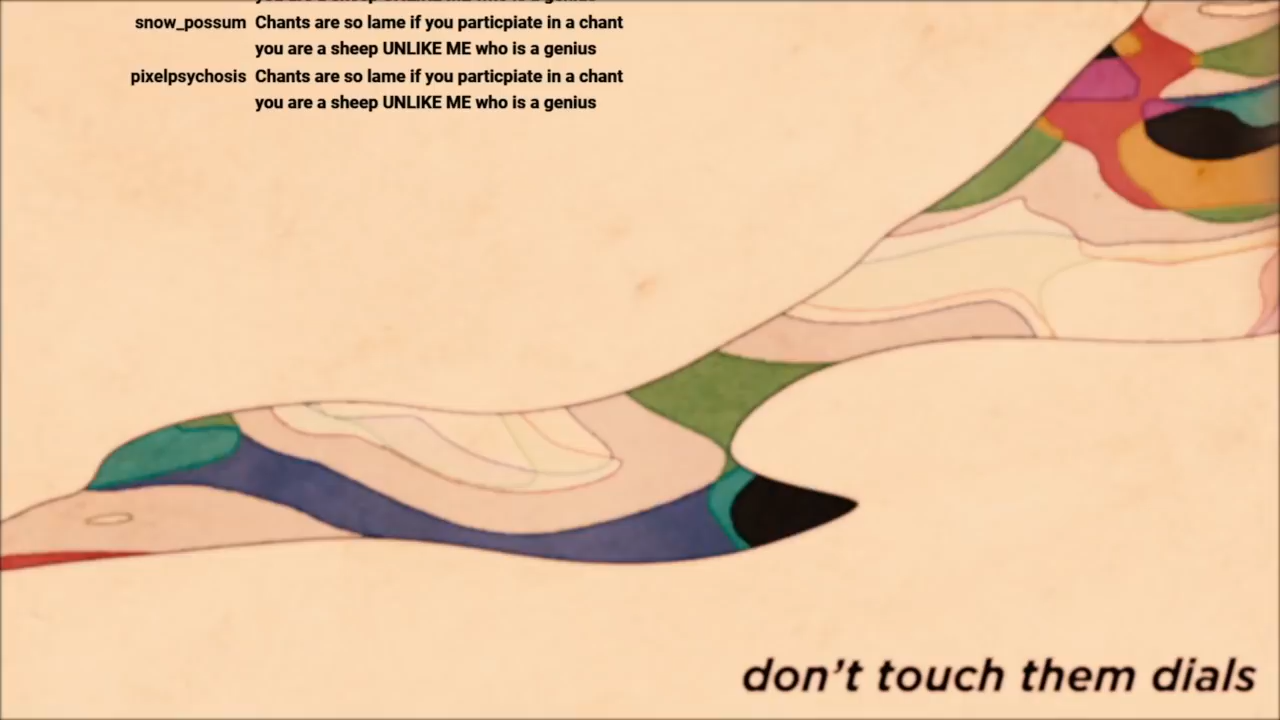 snow_possum Chants are so lame if you particpiate in a chant
you are a sheep UNLIKE ME who is a genius
pixelpsychosis Chants are so lame if you particpiate in a chant
you are a sheep UNLIKE ME who is a genius
don't touch them dials